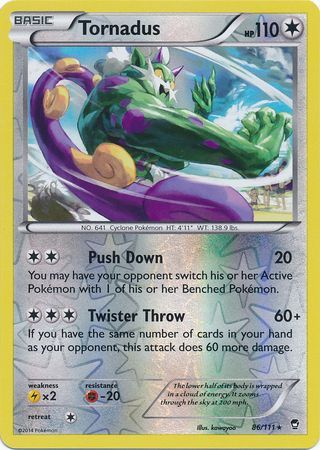 BASIC
Tornadus
HP110
NO. 641 Cyclone Pokémon HT: 4'11" WT: 138.9 lbs.
Push Down 20
You may have your opponent switch his or her Active
Pokémon with 1 of his or her Benched Pokémon.
Twister Throw 60+
If you have the same number of cards in your hand
as your opponent, this attack does 60 more damage.
weakness
×2
resistance
-20
retreat
The lower half of its body is wrapped
in a cloud of energy. It zooms
through the sky at 200 mph.
©2014 Pokémon
Illus. kawayoo
86/111★